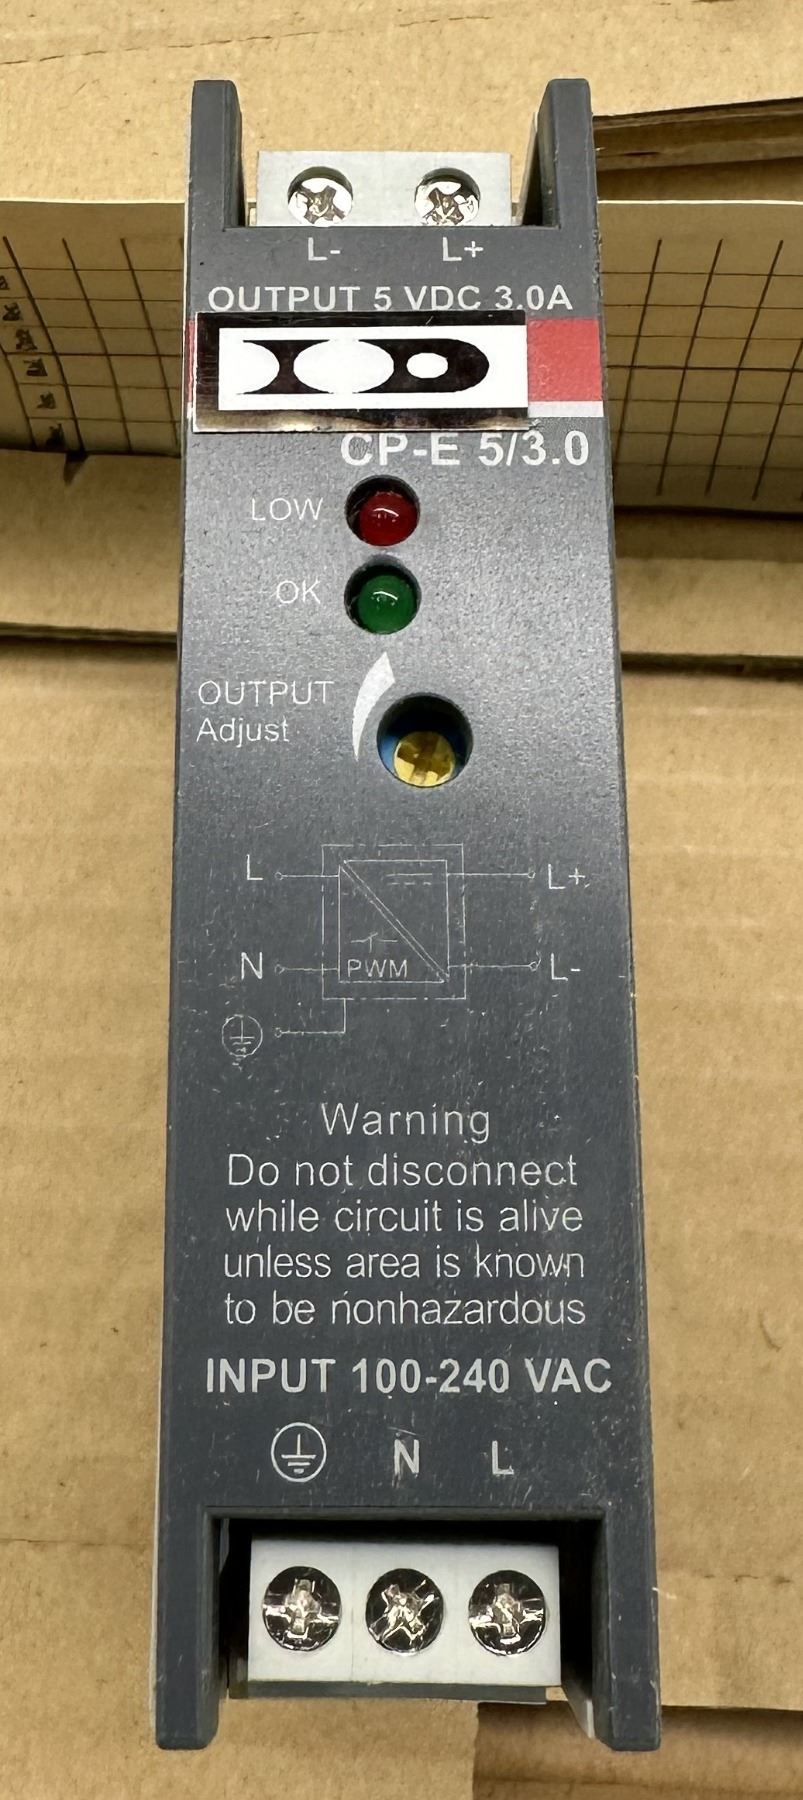 L- L+
OUTPUT 5 VDC 3.0A
CP-E 5/3.0
LOW
OK
OUTPUT
Adjust
L L+
N PWM L-
Warning
Do not disconnect
while circuit is alive
unless area is known
to be nonhazardous
INPUT 100-240 VAC
N L